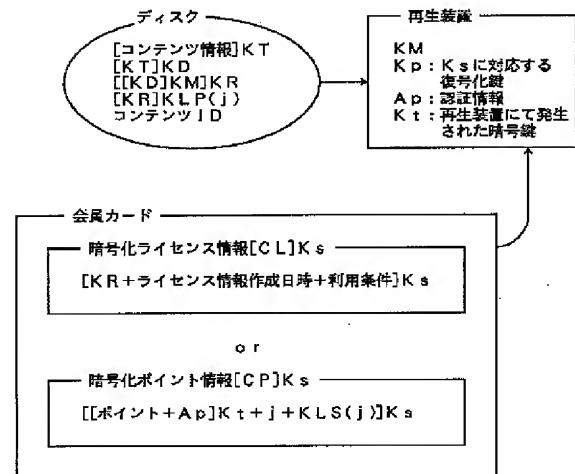 ディスク
[コンテンツ情報]KT
[KT]KD
[[KD]KM]KR
[KR]KLP(j)
コンテンツID
再生装置
KM
Kp:Ksに対応する
復号化鍵
Ap:認証情報
Kt:再生装置にて発生
された暗号鍵
会員カード
暗号化ライセンス情報[CL]Ks
[KR+ライセンス情報作成日時+利用条件]Ks
or
暗号化ポイント情報[CP]Ks
[[ポイント+Ap]Kt+j+KLS(j)]Ks